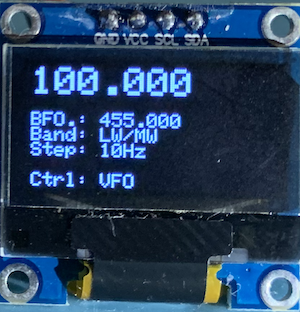 GND VCC SCL SDA
100.000
BFO.: 455.000
Band: LW/MW
Step: 10Hz
Ctrl: VFO